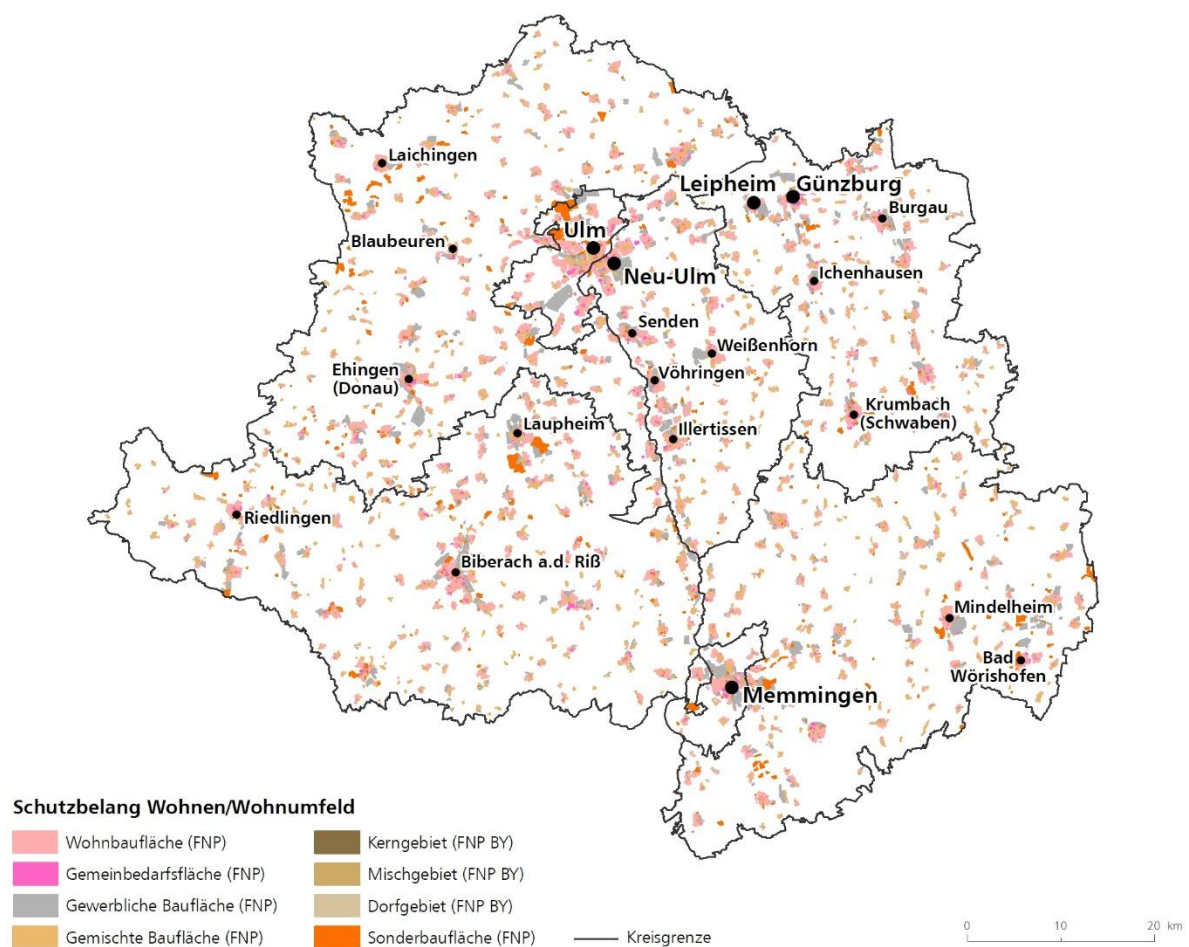 Laichingen
Leipheim
Günzburg
Burgau
Blaubeuren
Ulm
Neu-Ulm
Ichenhausen
Senden
Weißenhorn
Ehingen
(Donau)
Vöhringen
Krumbach
(Schwaben)
Laupheim
Illertissen
Riedlingen
Biberach a.d. Riß
Mindelheim
Bad
Wörishofen
Memmingen
Schutzbelang Wohnen/Wohnumfeld
Wohnbaufläche (FNP)
Gemeinbedarfsfläche (FNP)
Gewerbliche Baufläche (FNP)
Gemischte Baufläche (FNP)
Kerngebiet (FNP BY)
Mischgebiet (FNP BY)
Dorfgebiet (FNP BY)
Sonderbaufläche (FNP)
Kreisgrenze
0 10 20 km